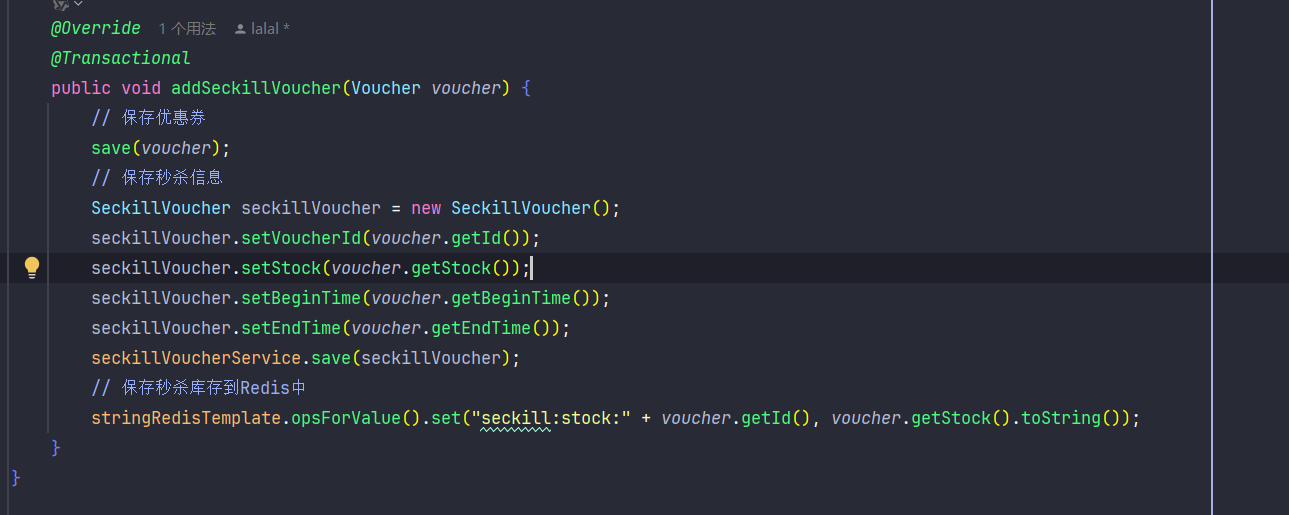 @Override 1 个用法 lalal *
@Transactional
public void addSeckillVoucher(Voucher voucher) {
// 保存优惠券
save(voucher);
// 保存秒杀信息
SeckillVoucher seckillVoucher = new SeckillVoucher();
seckillVoucher.setVoucherId(voucher.getId());
seckillVoucher.setStock(voucher.getStock());
seckillVoucher.setBeginTime(voucher.getBeginTime());
seckillVoucher.setEndTime(voucher.getEndTime());
seckillVoucherService.save(seckillVoucher);
// 保存秒杀库存到Redis中
stringRedisTemplate.opsForValue().set("seckill:stock:" + voucher.getId(), voucher.getStock().toString());
}
}